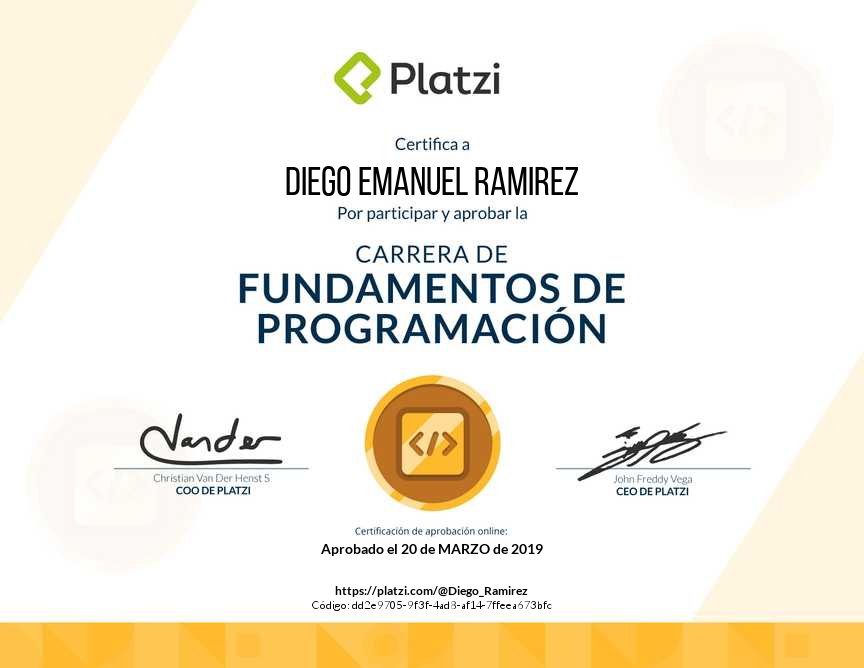 Platzi
Certifica a
DIEGO EMANUEL RAMIREZ
Por participar y aprobar la
CARRERA DE
FUNDAMENTOS DE
PROGRAMACIÓN
</>
Vander
Christian Van Der Henst S
COO DE PLATZI
John Freddy Vega
CEO DE PLATZI
Certificación de aprobación online:
Aprobado el 20 de MARZO de 2019
https://platzi.com/@Diego_Ramirez
Código: dd2e9705-9f3f-4ad8-af14-7ffeea673bfc